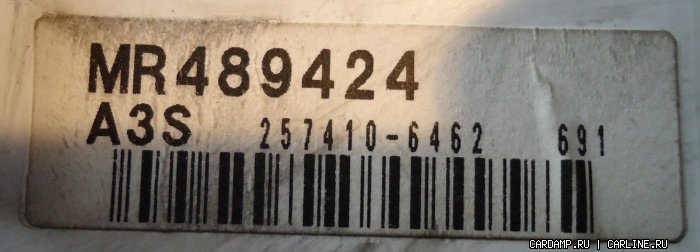 MR489424
A3S 257410-6462 691
CARDAMP.RU | CARLINE.RU